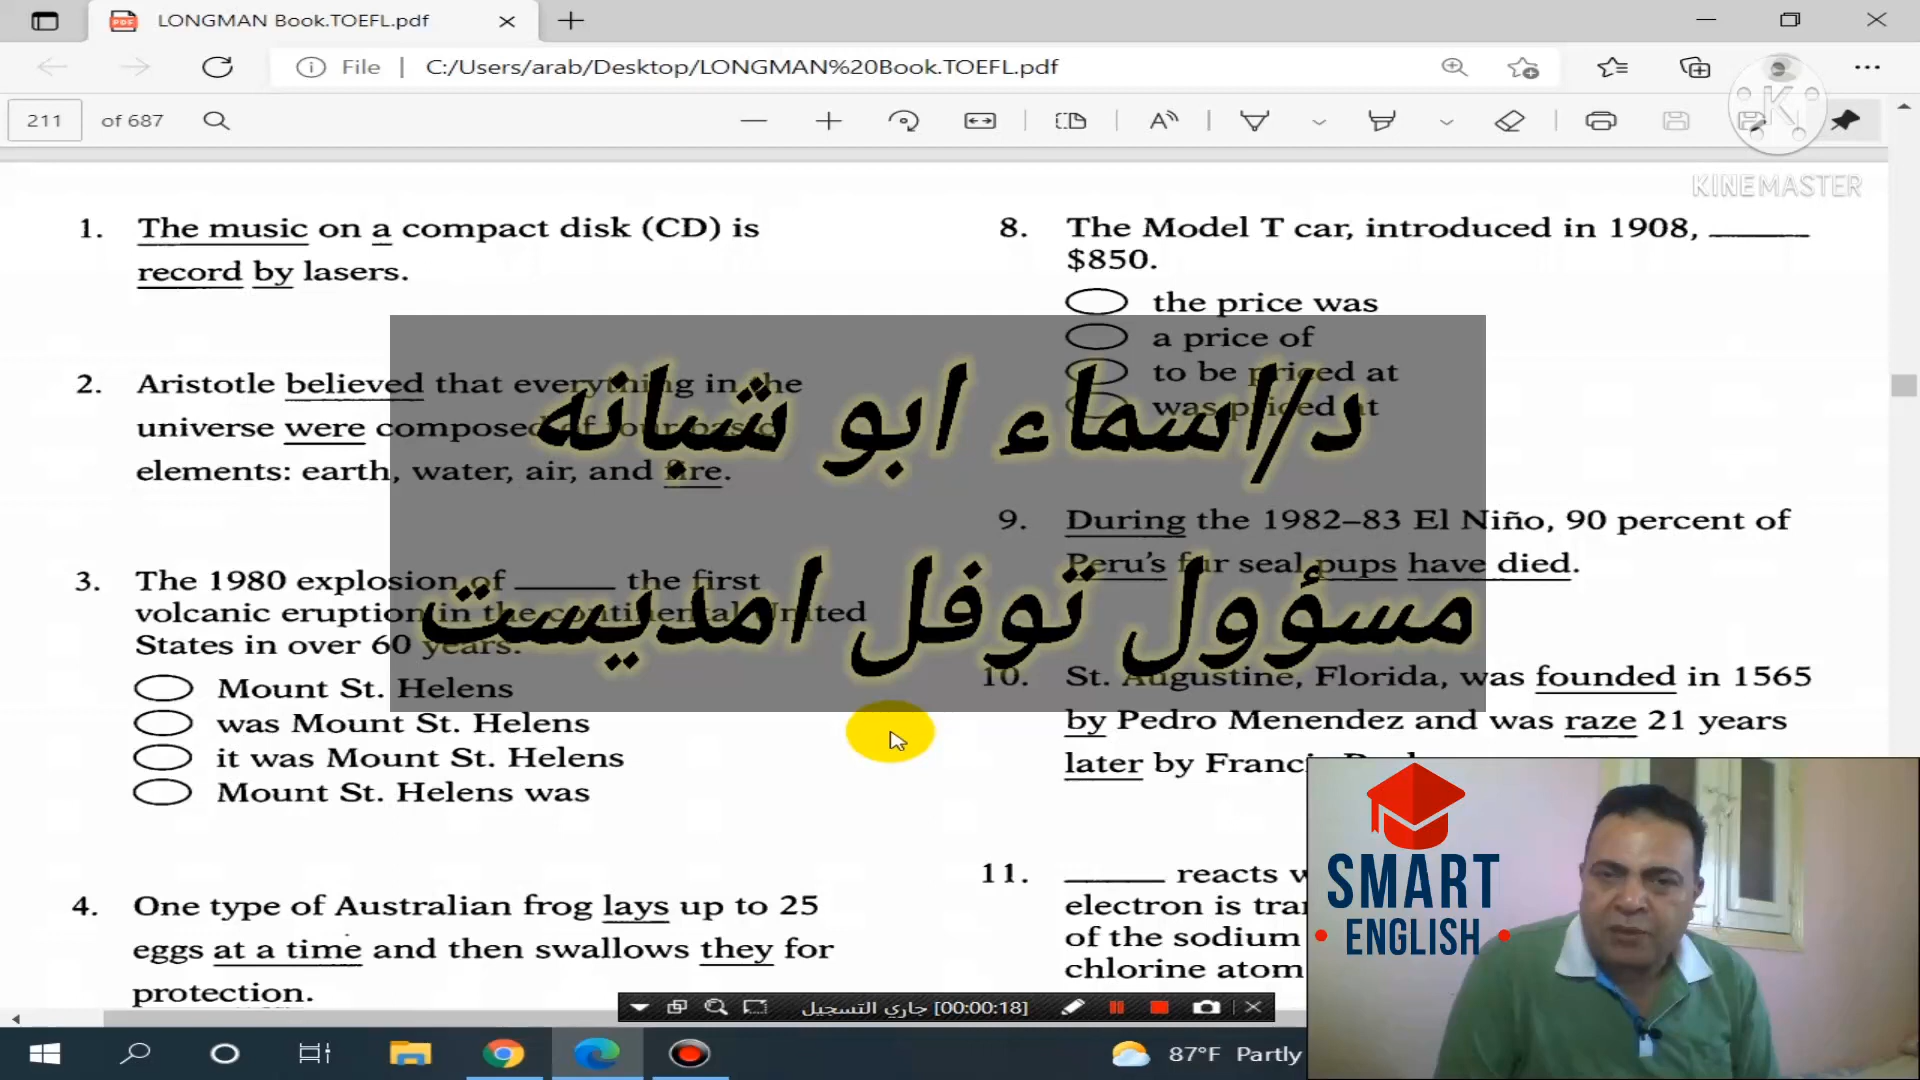 LONGMAN Book.TOEFL.pdf
File | C:/Users/arab/Desktop/LONGMAN%20Book.TOEFL.pdf
211 of 687
KINEMASTER
1. The music on a compact disk (CD) is
record by lasers.
2. Aristotle believed that everything in the
universe were composed of four basic
elements: earth, water, air, and fire.
3. The 1980 explosion of ______ the first
volcanic eruption in the continental United
States in over 60 years.
Mount St. Helens
was Mount St. Helens
it was Mount St. Helens
Mount St. Helens was
4. One type of Australian frog lays up to 25
eggs at a time and then swallows they for
protection.
8. The Model T car, introduced in 1908, ______
$850.
the price was
a price of
to be priced at
was priced at
9. During the 1982–83 El Niño, 90 percent of
Peru's fur seal pups have died.
10. St. Augustine, Florida, was founded in 1565
by Pedro Menendez and was raze 21 years
later by Franci
11. ______ reacts w
electron is tra
of the sodium
chlorine atom
د/اسماء ابو شبانه
مسؤول توفل امديست
SMART
• ENGLISH •
جاري التسجيل [00:00:18]
87°F Partly